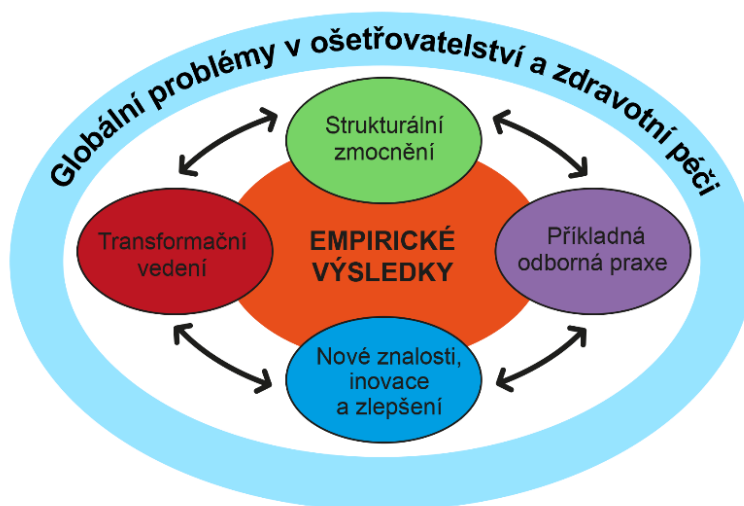 Globální problémy v ošetřovatelství a zdravotní péči
Strukturální
zmocnění
Transformační
vedení
EMPIRICKÉ
VÝSLEDKY
Příkladná
odborná praxe
Nové znalosti,
inovace
a zlepšení